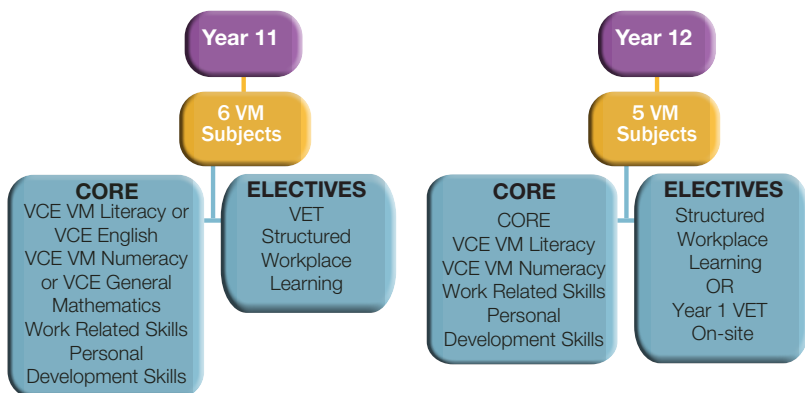 Year 11
6 VM
Subjects
CORE
VCE VM Literacy or
VCE English
VCE VM Numeracy
or VCE General
Mathematics
Work Related Skills
Personal
Development Skills
ELECTIVES
VET
Structured
Workplace
Learning
Year 12
5 VM
Subjects
CORE
CORE
VCE VM Literacy
VCE VM Numeracy
Work Related Skills
Personal
Development Skills
ELECTIVES
Structured
Workplace
Learning
OR
Year 1 VET
On-site